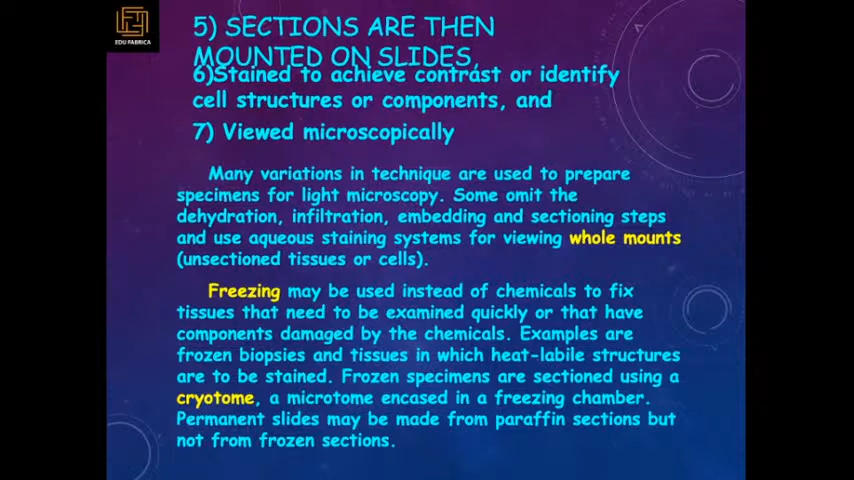 EDU FABRICA
5) SECTIONS ARE THEN
MOUNTED ON SLIDES,
6)Stained to achieve contrast or identify
cell structures or components, and
7) Viewed microscopically
Many variations in technique are used to prepare
specimens for light microscopy. Some omit the
dehydration, infiltration, embedding and sectioning steps
and use aqueous staining systems for viewing whole mounts
(unsectioned tissues or cells).
Freezing may be used instead of chemicals to fix
tissues that need to be examined quickly or that have
components damaged by the chemicals. Examples are
frozen biopsies and tissues in which heat-labile structures
are to be stained. Frozen specimens are sectioned using a
cryotome, a microtome encased in a freezing chamber.
Permanent slides may be made from paraffin sections but
not from frozen sections.